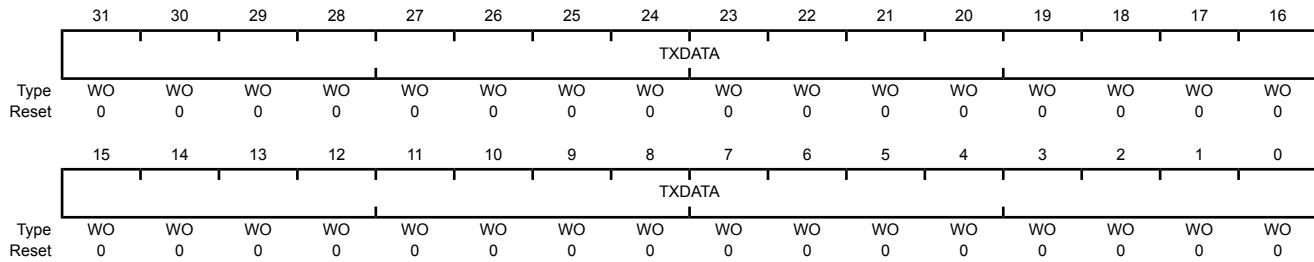 31 30 29 28 27 26 25 24 23 22 21 20 19 18 17 16
TXDATA
Type WO WO WO WO WO WO WO WO WO WO WO WO WO WO WO WO
Reset 0 0 0 0 0 0 0 0 0 0 0 0 0 0 0 0
15 14 13 12 11 10 9 8 7 6 5 4 3 2 1 0
TXDATA
Type WO WO WO WO WO WO WO WO WO WO WO WO WO WO WO WO
Reset 0 0 0 0 0 0 0 0 0 0 0 0 0 0 0 0